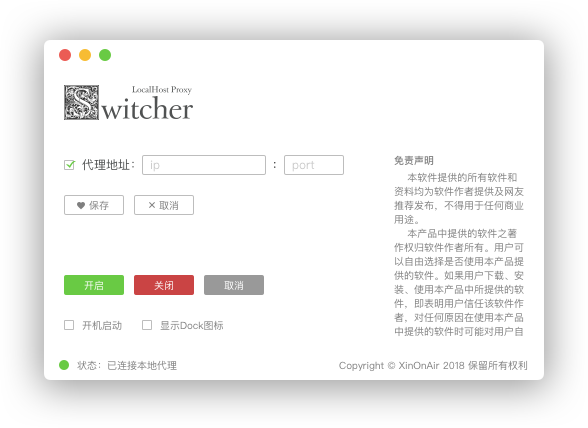 LocalHost Proxy
Switcher
代理地址： ip : port
保存 取消
开启 关闭 取消
开机启动 显示Dock图标
免责声明
本软件提供的所有软件和
资料均为软件作者提供及网友
推荐发布，不得用于任何商业
用途。
本产品中提供的软件之著
作权归软件作者所有。用户可
以自由选择是否使用本产品提
供的软件。如果用户下载、安
装、使用本产品中所提供的软
件，即表明用户信任该软件作
者，对任何原因在使用本产品
中提供的软件时可能对用户自
状态：已连接本地代理
Copyright © XinOnAir 2018 保留所有权利